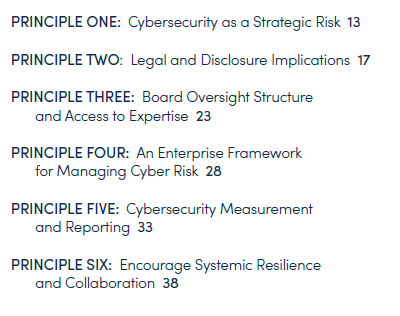 PRINCIPLE ONE: Cybersecurity as a Strategic Risk 13
PRINCIPLE TWO: Legal and Disclosure Implications 17
PRINCIPLE THREE: Board Oversight Structure
and Access to Expertise 23
PRINCIPLE FOUR: An Enterprise Framework
for Managing Cyber Risk 28
PRINCIPLE FIVE: Cybersecurity Measurement
and Reporting 33
PRINCIPLE SIX: Encourage Systemic Resilience
and Collaboration 38